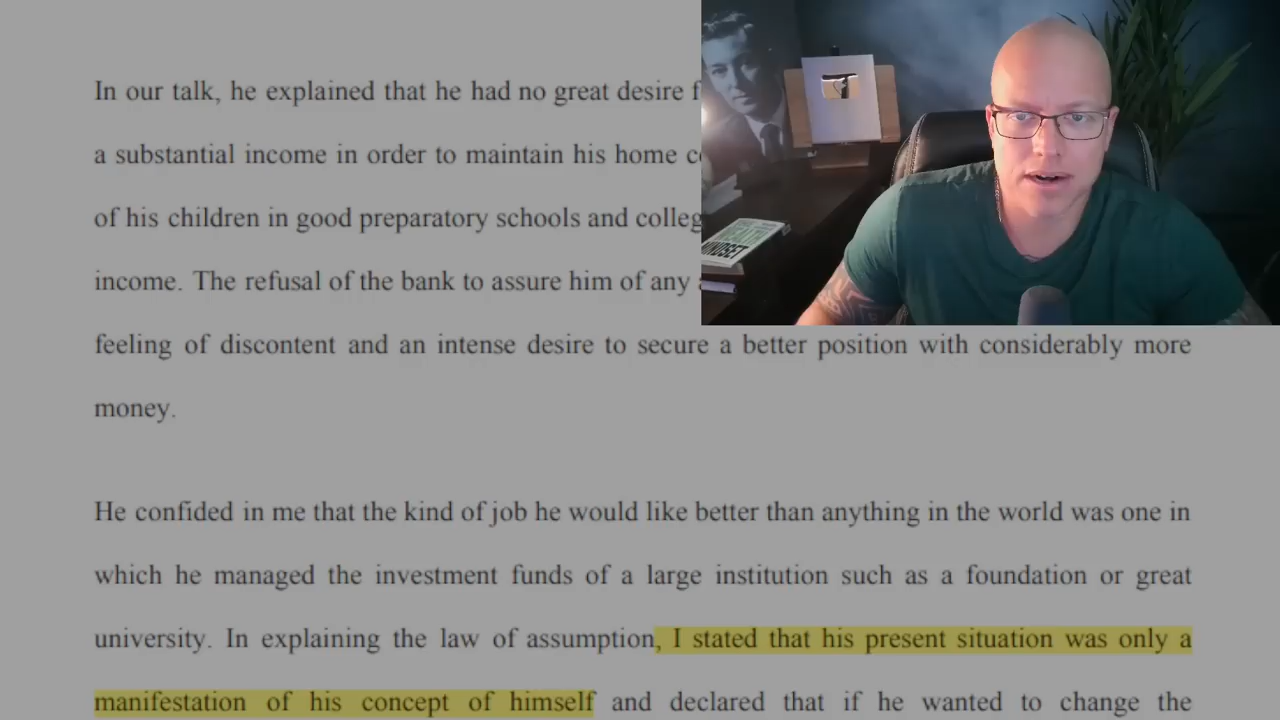 In our talk, he explained that he had no great desire f
a substantial income in order to maintain his home c
of his children in good preparatory schools and colleg
income. The refusal of the bank to assure him of any
feeling of discontent and an intense desire to secure a better position with considerably more
money.
He confided in me that the kind of job he would like better than anything in the world was one in
which he managed the investment funds of a large institution such as a foundation or great
university. In explaining the law of assumption, I stated that his present situation was only a
manifestation of his concept of himself and declared that if he wanted to change the
MINDSET